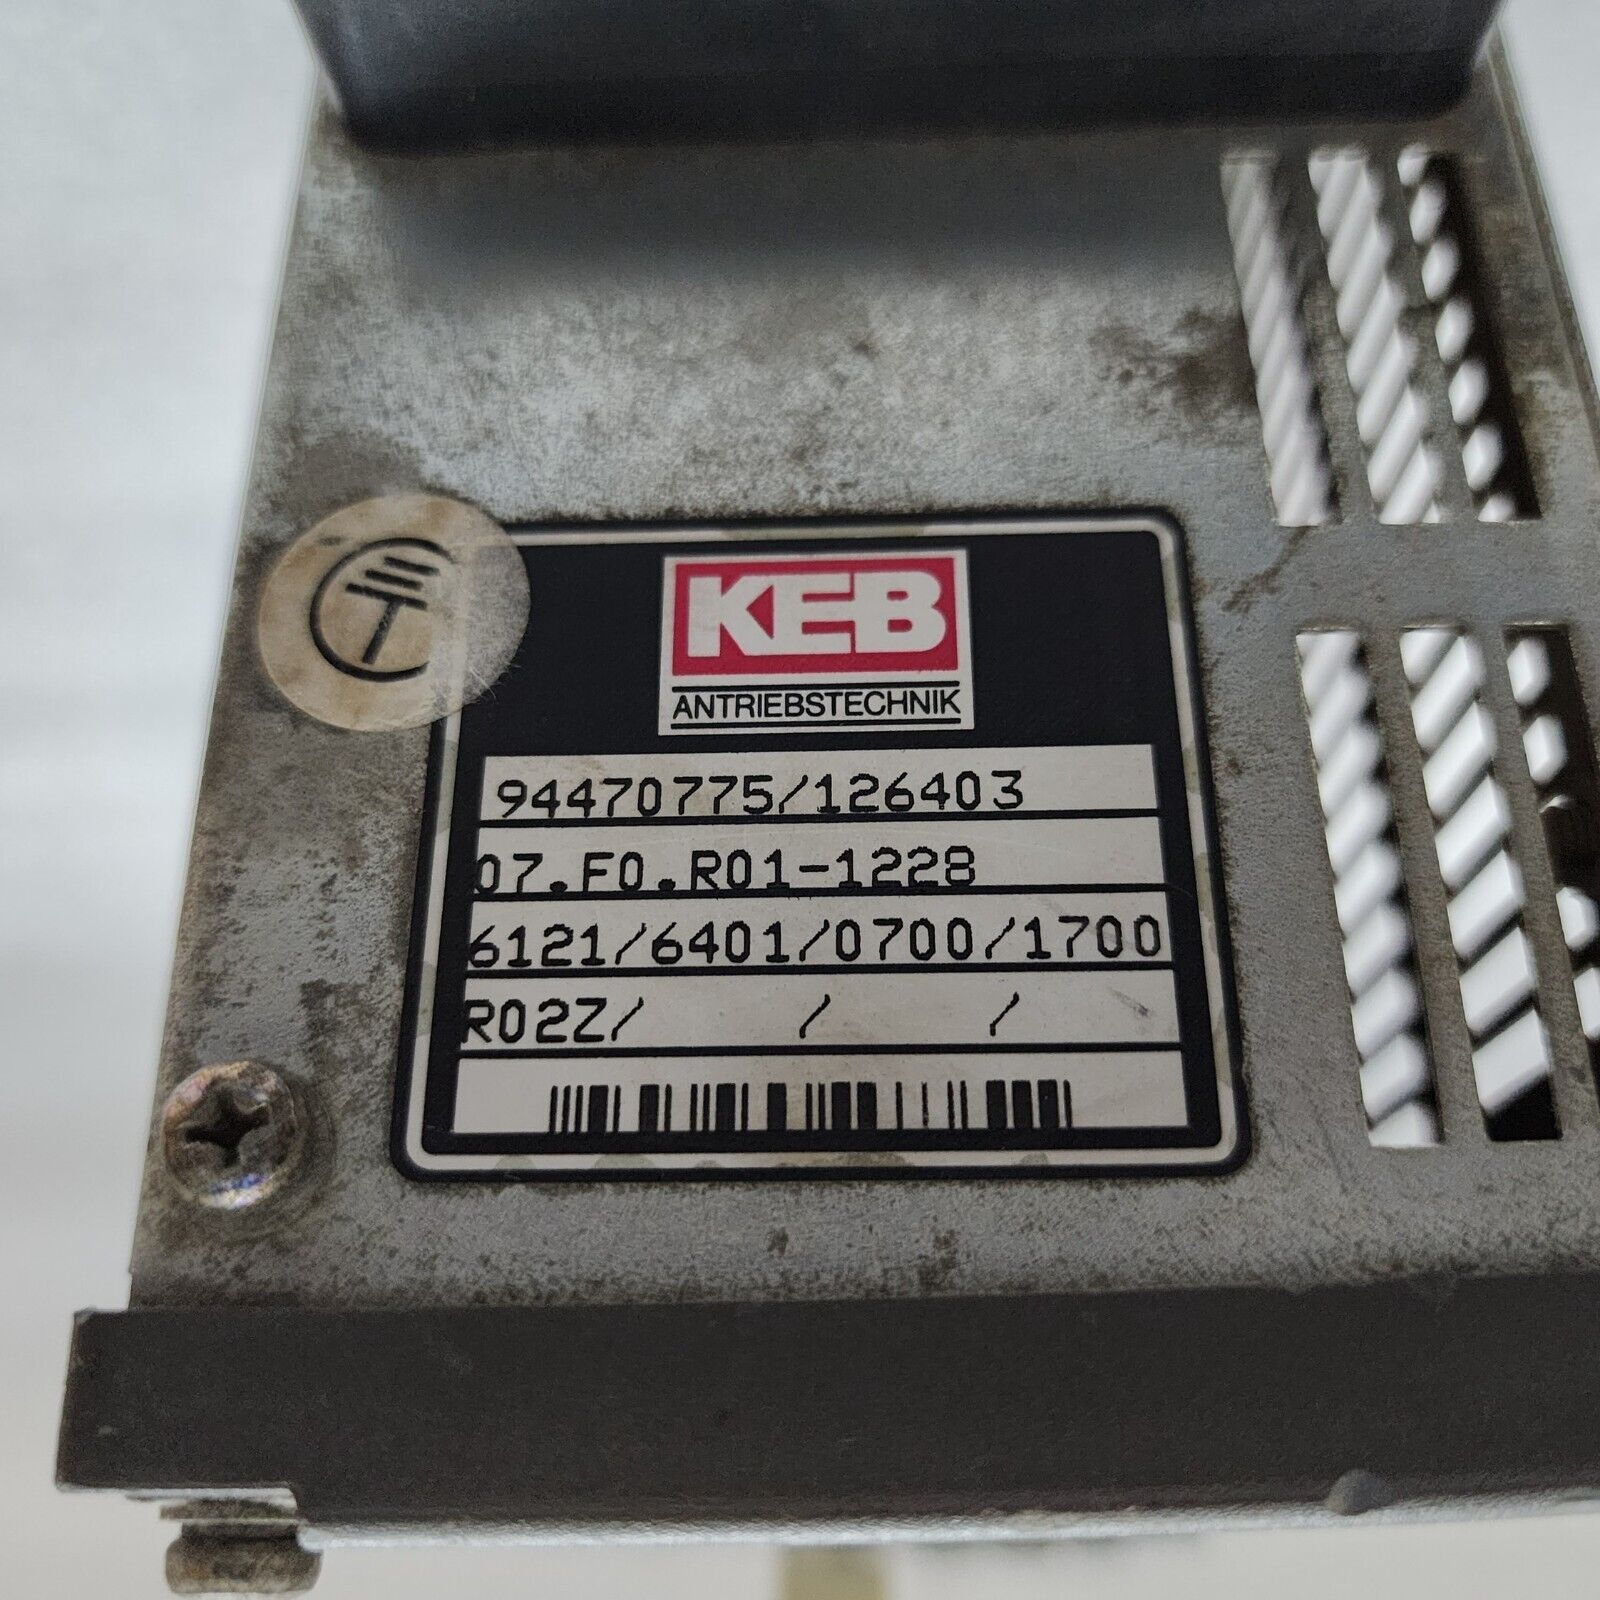 KEB
ANTRIEBSTECHNIK
94470775/126403
07.F0.R01-1228
6121/6401/0700/1700
R02Z/ / /